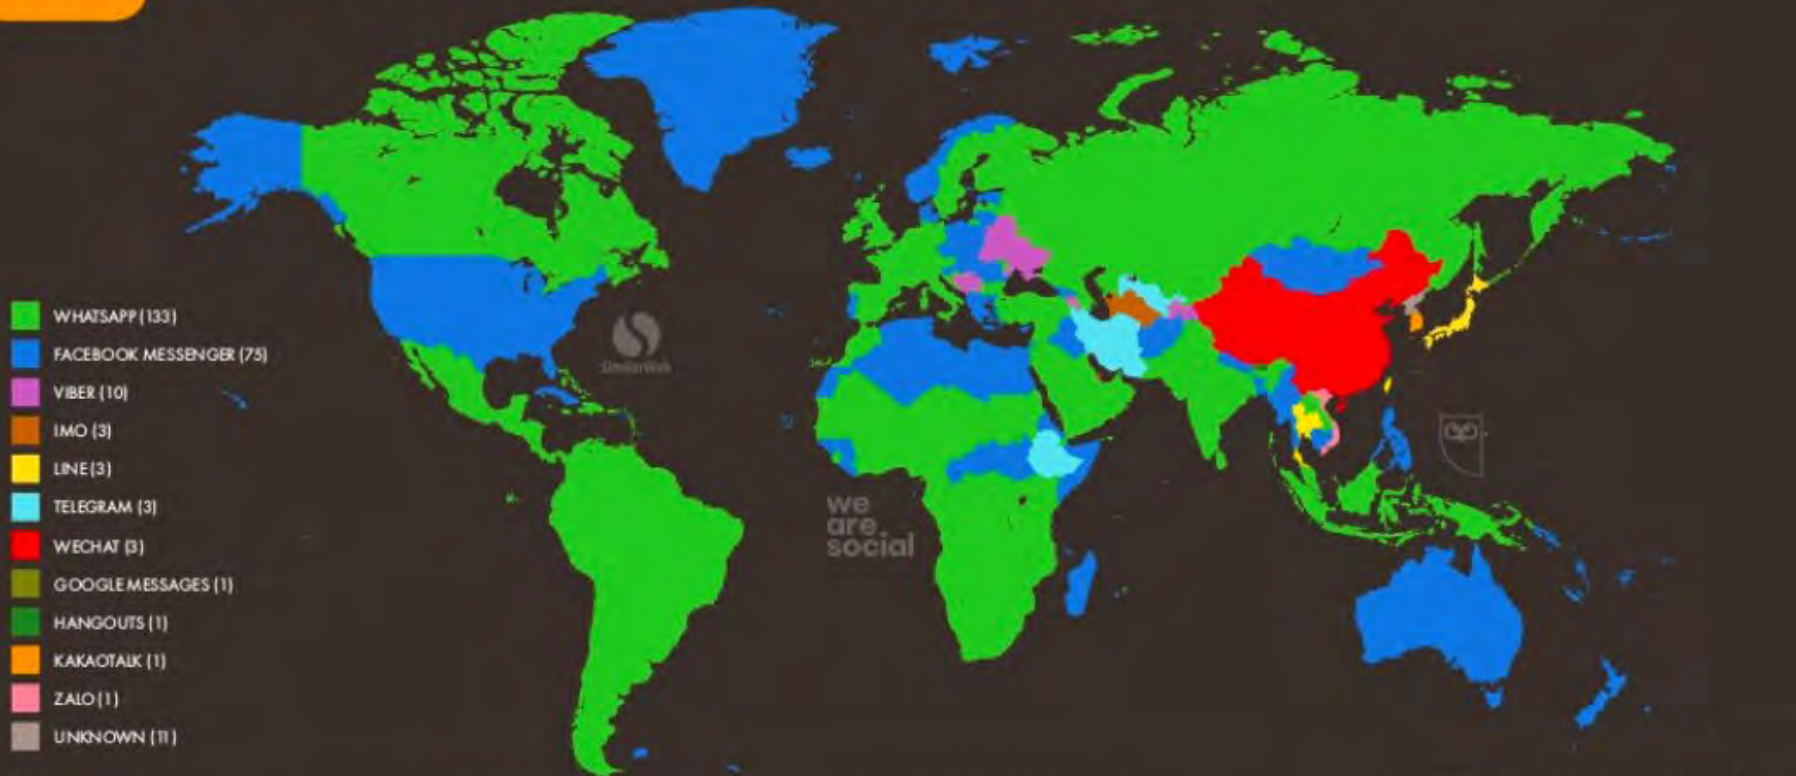 WHATSAPP (133)
FACEBOOK MESSENGER (75)
VIBER (10)
IMO (3)
LINE (3)
TELEGRAM (3)
WECHAT (3)
GOOGLE MESSAGES (1)
HANGOUTS (1)
KAKAOTALK (1)
ZALO (1)
UNKNOWN (11)
SimilarWeb
we
are.
social